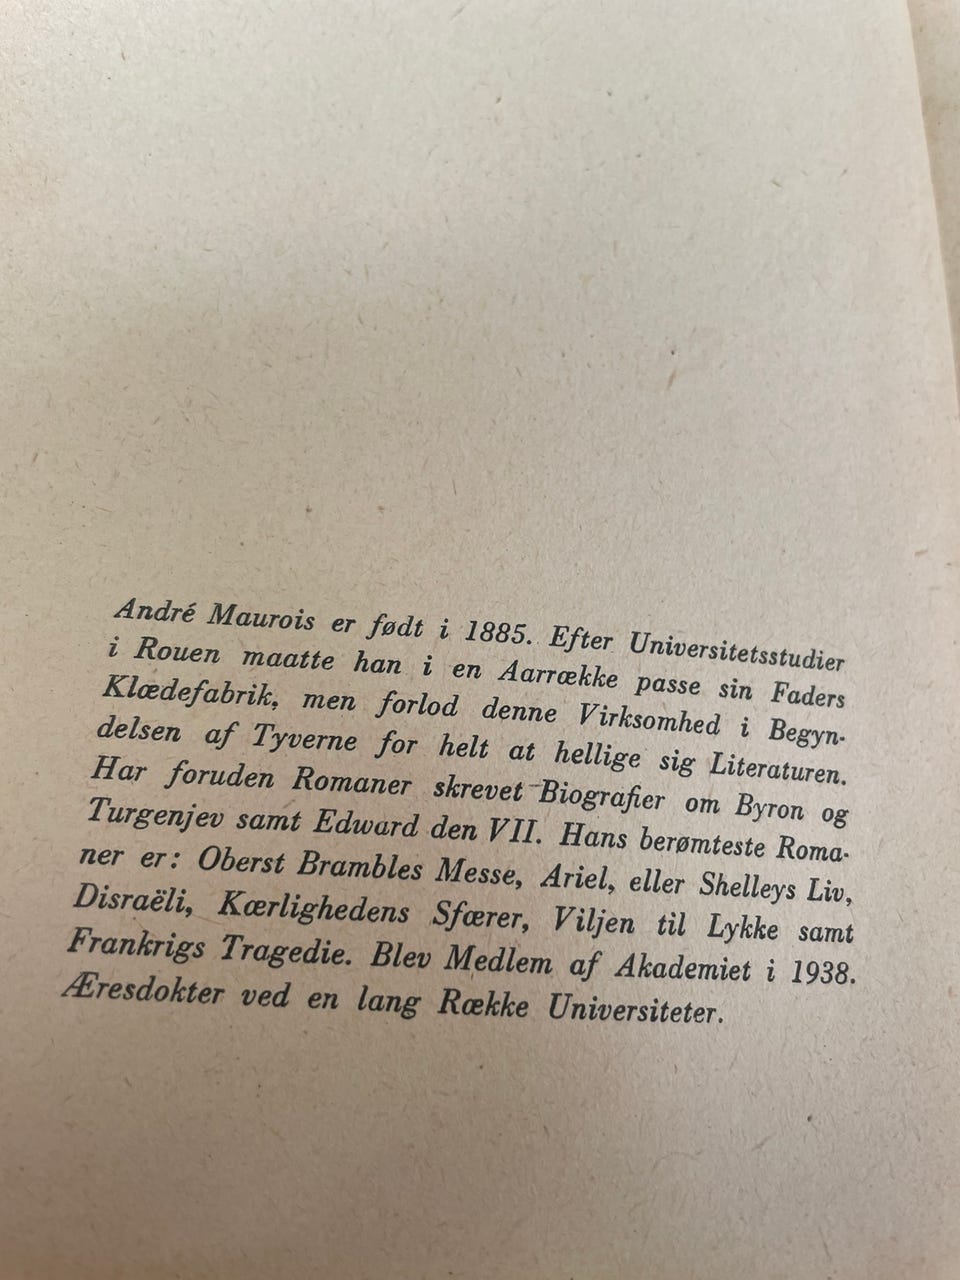 André Maurois er født i 1885. Efter Universitetsstudier
i Rouen maatte han i en Aarrække passe sin Faders
Klædefabrik, men forlod denne Virksomhed i Begyn-
delsen af Tyverne for helt at hellige sig Literaturen.
Har foruden Romaner skrevet Biografier om Byron og
Turgenjev samt Edward den VII. Hans berømteste Roma-
ner er: Oberst Brambles Messe, Ariel, eller Shelleys Liv,
Disraëli, Kærlighedens Sfærer, Viljen til Lykke samt
Frankrigs Tragedie. Blev Medlem af Akademiet i 1938.
Æresdokter ved en lang Række Universiteter.